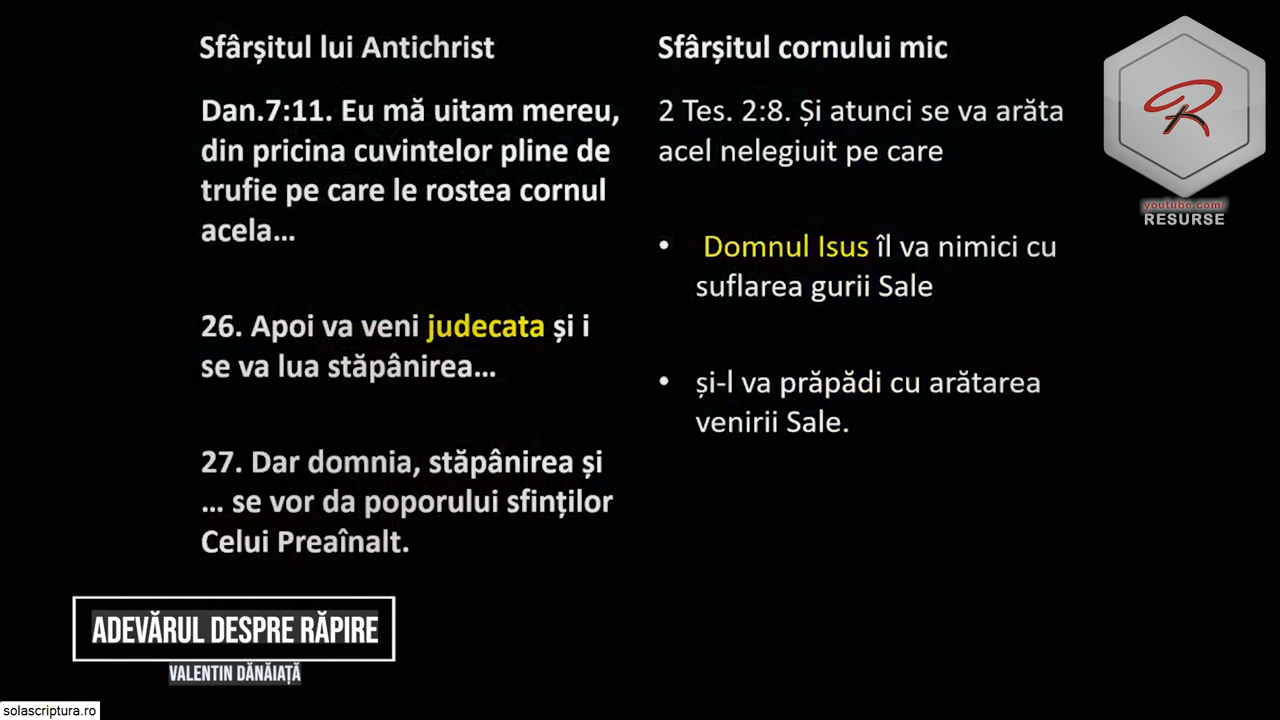 Sfârșitul lui Antichrist
Dan.7:11. Eu mă uitam mereu,
din pricina cuvintelor pline de
trufie pe care le rostea cornul
acela…
26. Apoi va veni judecata și i
se va lua stăpânirea…
27. Dar domnia, stăpânirea și
… se vor da poporului sfinților
Celui Preaînalt.
Sfârșitul cornului mic
2 Tes. 2:8. Și atunci se va arăta
acel nelegiuit pe care
• Domnul Isus îl va nimici cu
suflarea gurii Sale
• și-l va prăpădi cu arătarea
venirii Sale.
R
youtube.com/
RESURSE
ADEVĂRUL DESPRE RĂPIRE
VALENTIN DĂNĂIAȚĂ
solascriptura.ro